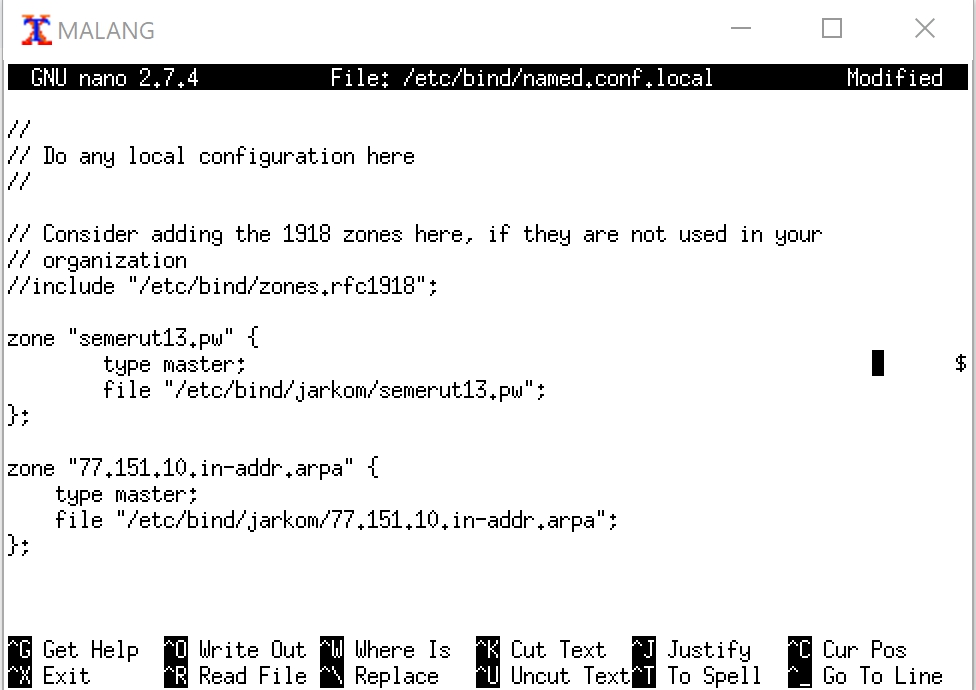 MALANG
GNU nano 2.7.4 File: /etc/bind/named.conf.local Modified
//
// Do any local configuration here
//
// Consider adding the 1918 zones here, if they are not used in your
// organization
//include "/etc/bind/zones.rfc1918";
zone "semerut13.pw" {
type master; $
file "/etc/bind/jarkom/semerut13.pw";
};
zone "77.151.10.in-addr.arpa" {
type master;
file "/etc/bind/jarkom/77.151.10.in-addr.arpa";
};
^G Get Help ^O Write Out ^W Where Is ^K Cut Text ^J Justify ^C Cur Pos
^X Exit ^R Read File ^\ Replace ^U Uncut Text ^T To Spell ^_ Go To Line